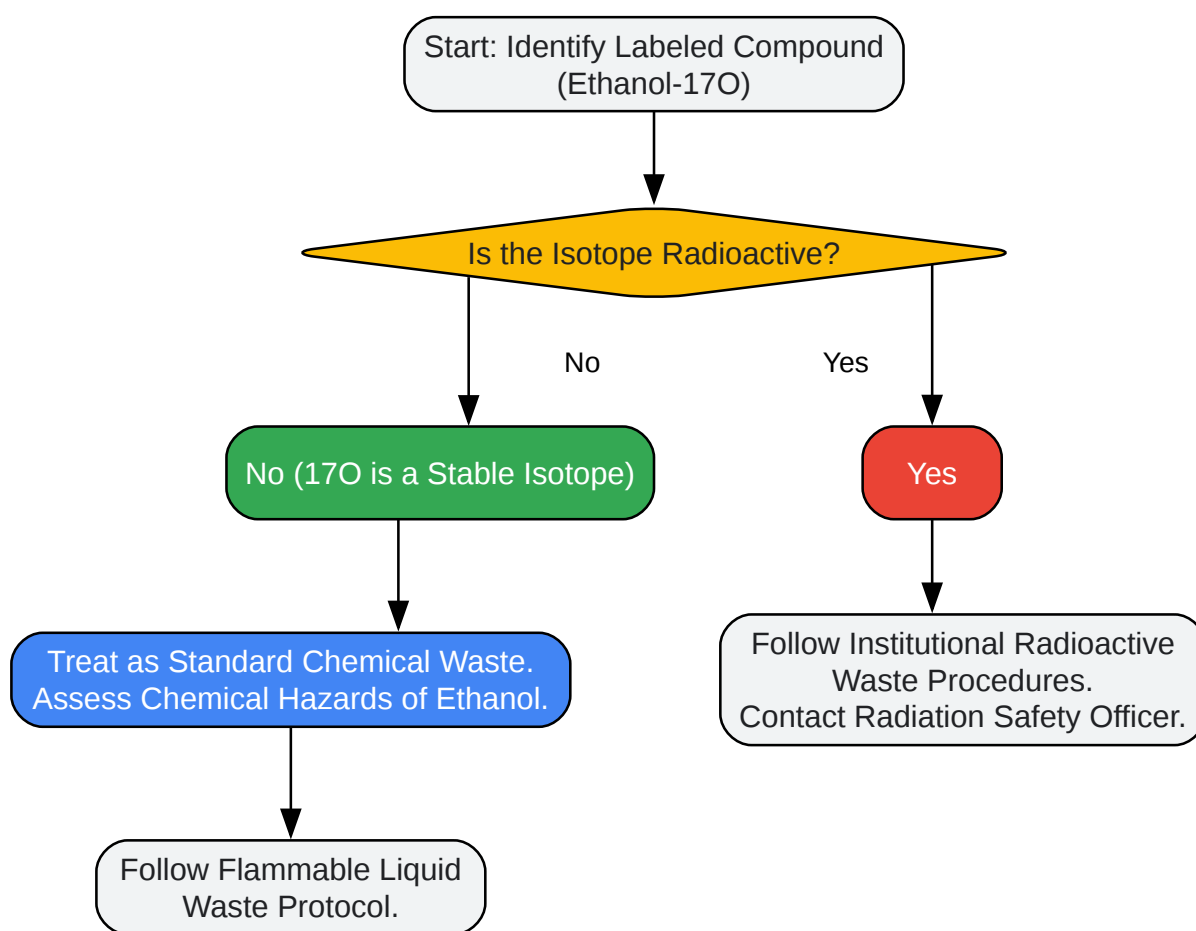 Start: Identify Labeled Compound
(Ethanol-17O)
Is the Isotope Radioactive?
No
Yes
No (17O is a Stable Isotope)
Yes
Treat as Standard Chemical Waste.
Assess Chemical Hazards of Ethanol.
Follow Institutional Radioactive
Waste Procedures.
Contact Radiation Safety Officer.
Follow Flammable Liquid
Waste Protocol.